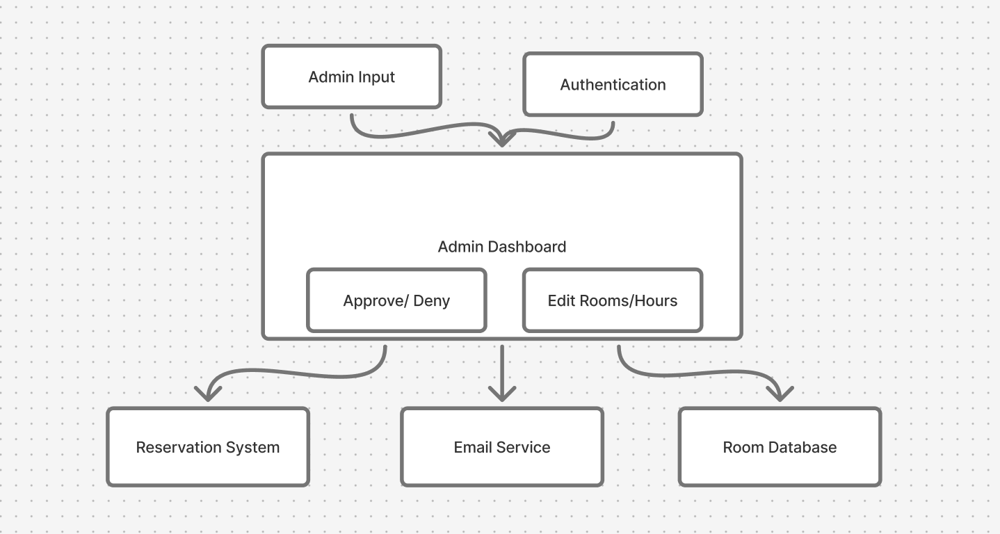 Admin Input
Authentication
Admin Dashboard
Approve/ Deny
Edit Rooms/Hours
Reservation System
Email Service
Room Database